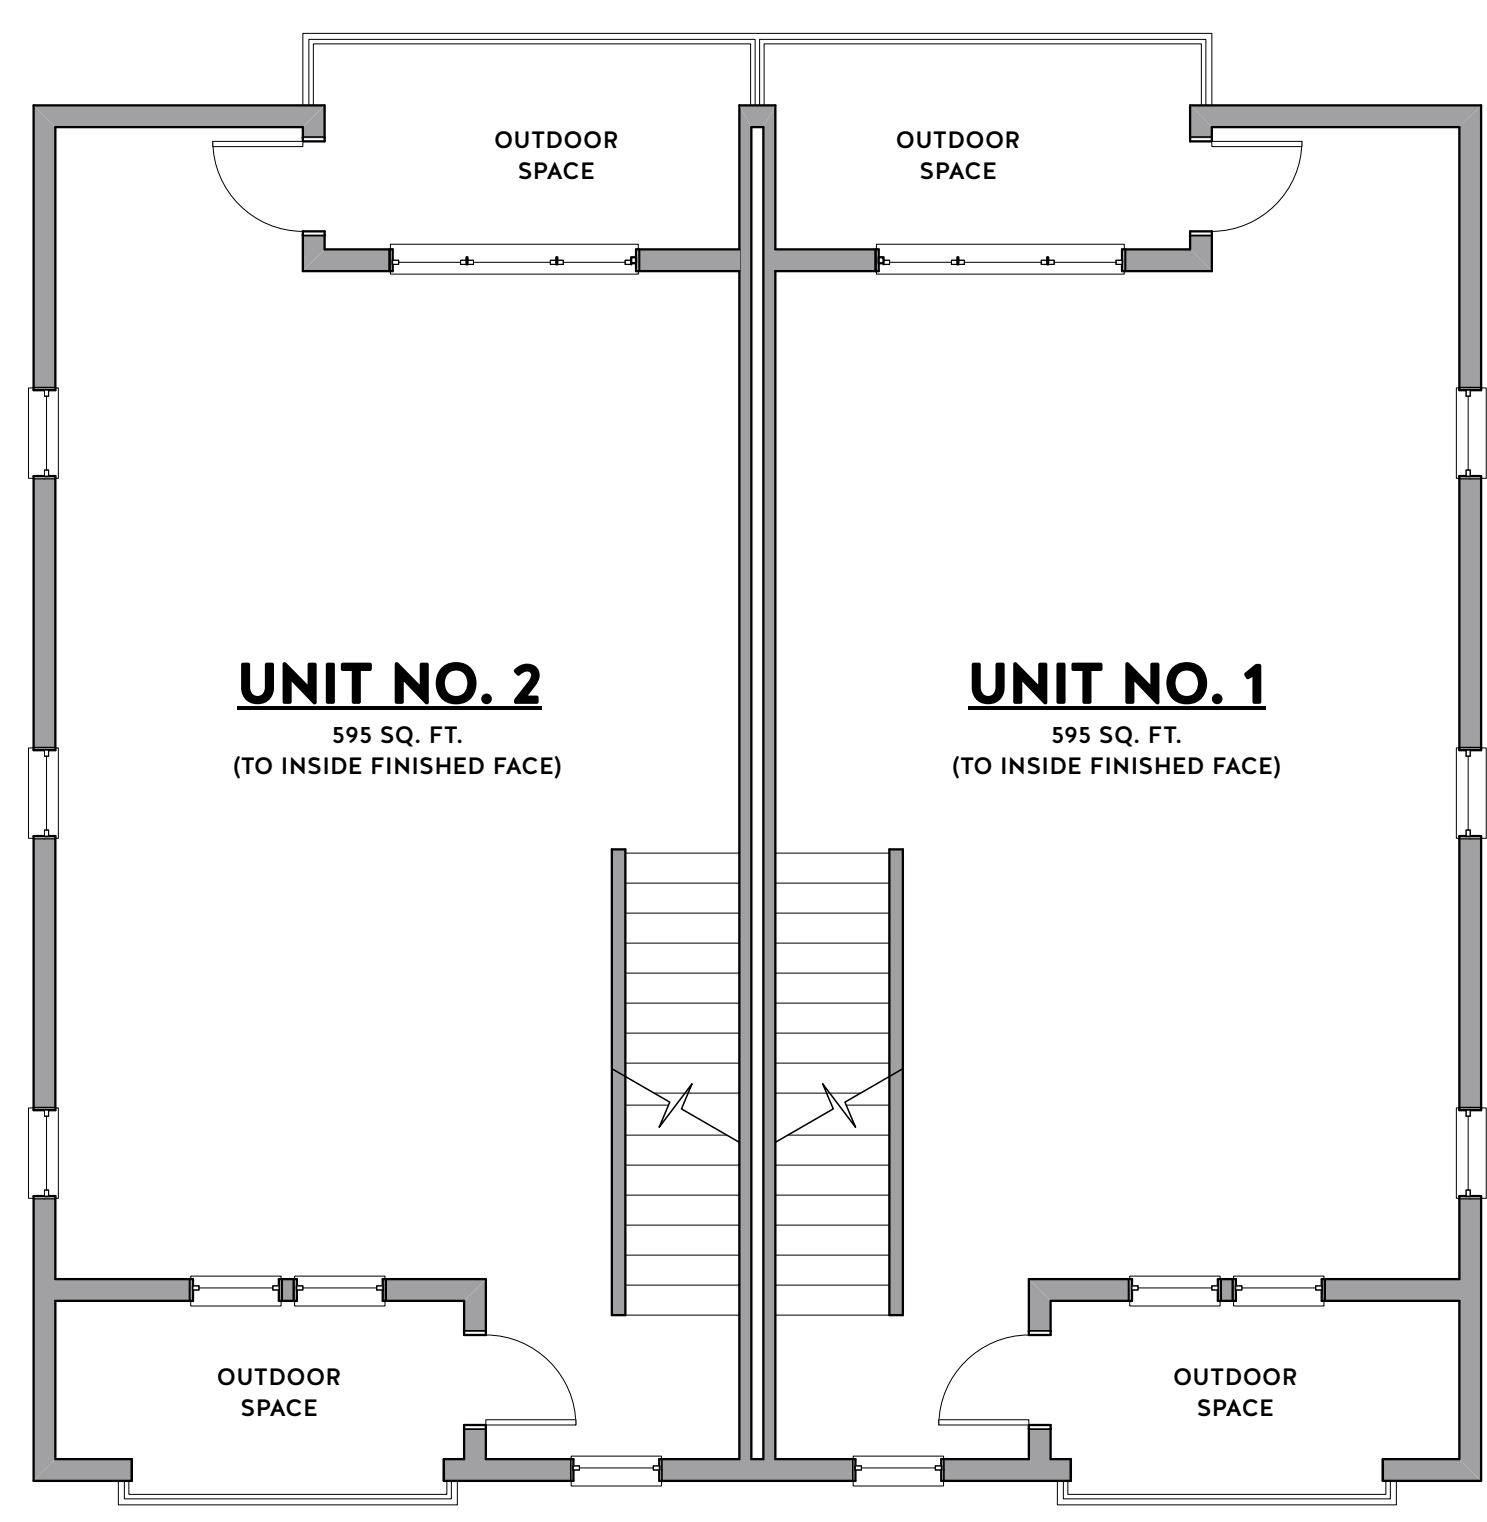 OUTDOOR
SPACE
OUTDOOR
SPACE
UNIT NO. 2
595 SQ. FT.
(TO INSIDE FINISHED FACE)
UNIT NO. 1
595 SQ. FT.
(TO INSIDE FINISHED FACE)
OUTDOOR
SPACE
OUTDOOR
SPACE